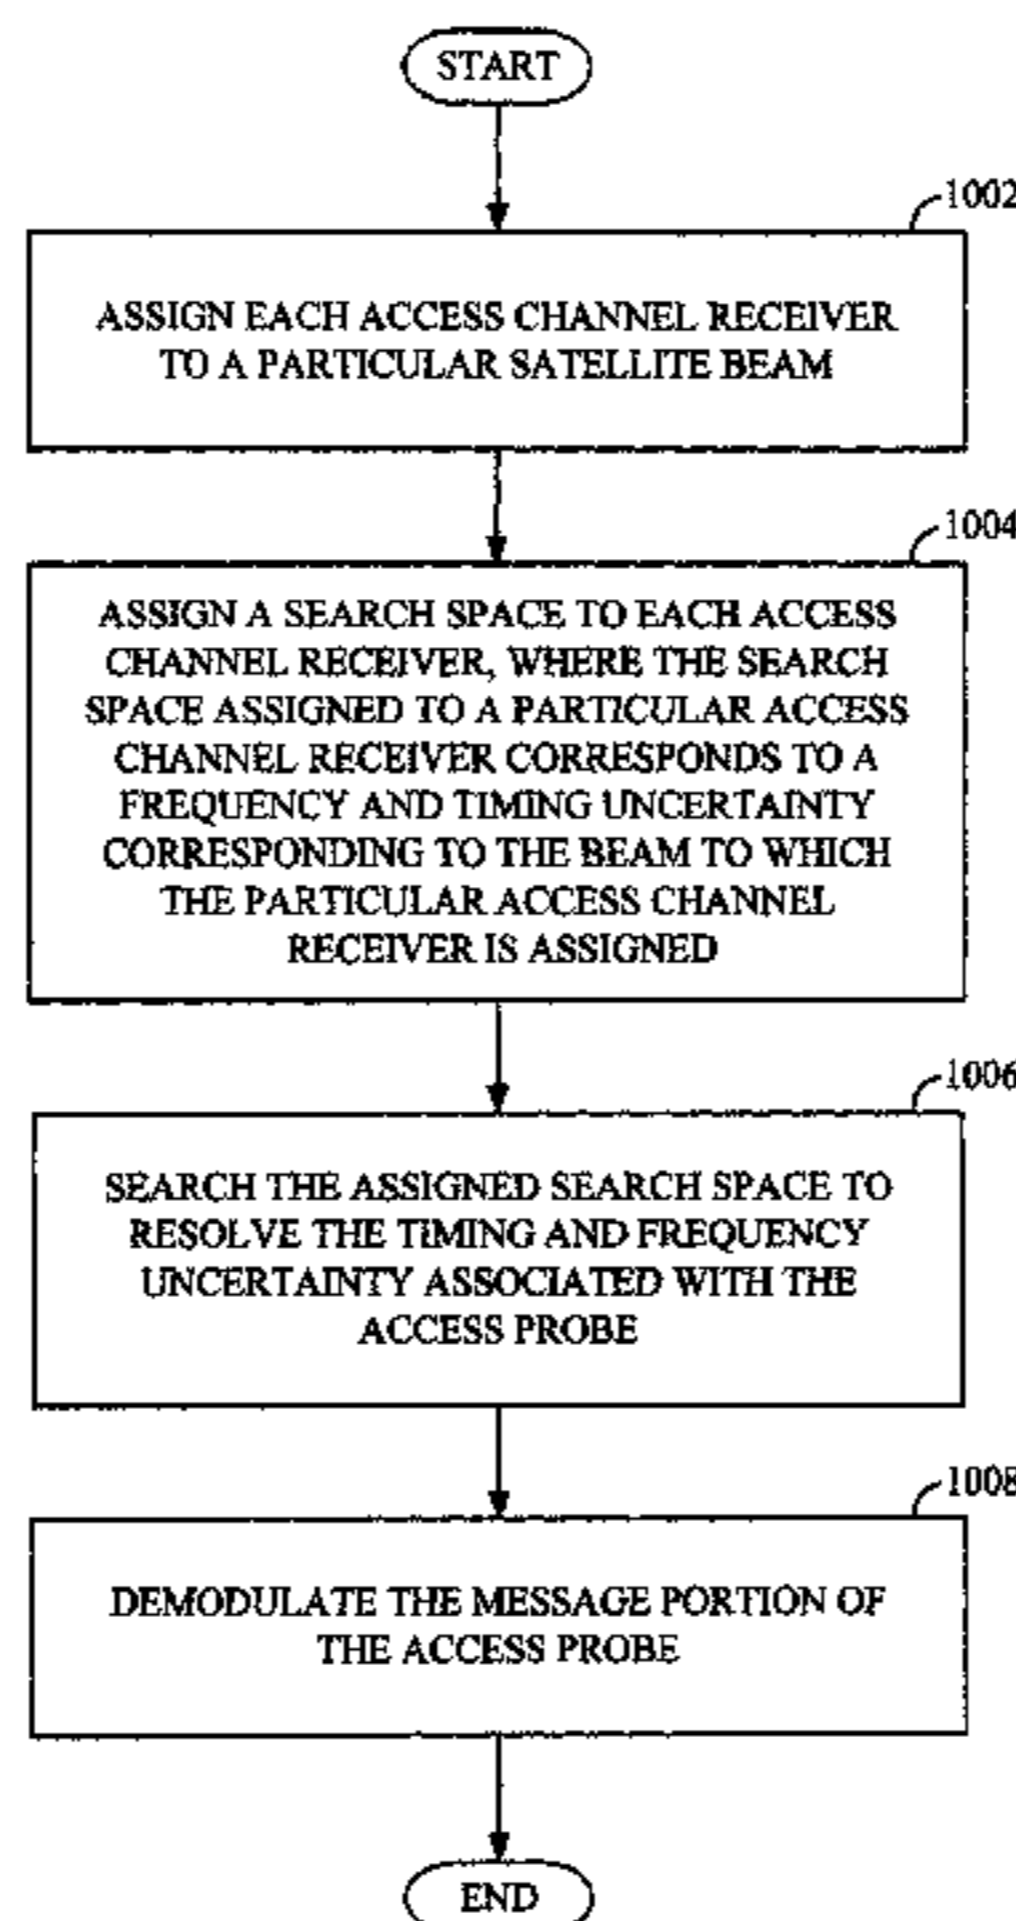 START
1002
ASSIGN EACH ACCESS CHANNEL RECEIVER
TO A PARTICULAR SATELLITE BEAM
1004
ASSIGN A SEARCH SPACE TO EACH ACCESS
CHANNEL RECEIVER, WHERE THE SEARCH
SPACE ASSIGNED TO A PARTICULAR ACCESS
CHANNEL RECEIVER CORRESPONDS TO A
FREQUENCY AND TIMING UNCERTAINTY
CORRESPONDING TO THE BEAM TO WHICH
THE PARTICULAR ACCESS CHANNEL
RECEIVER IS ASSIGNED
1006
SEARCH THE ASSIGNED SEARCH SPACE TO
RESOLVE THE TIMING AND FREQUENCY
UNCERTAINTY ASSOCIATED WITH THE
ACCESS PROBE
1008
DEMODULATE THE MESSAGE PORTION OF
THE ACCESS PROBE
END